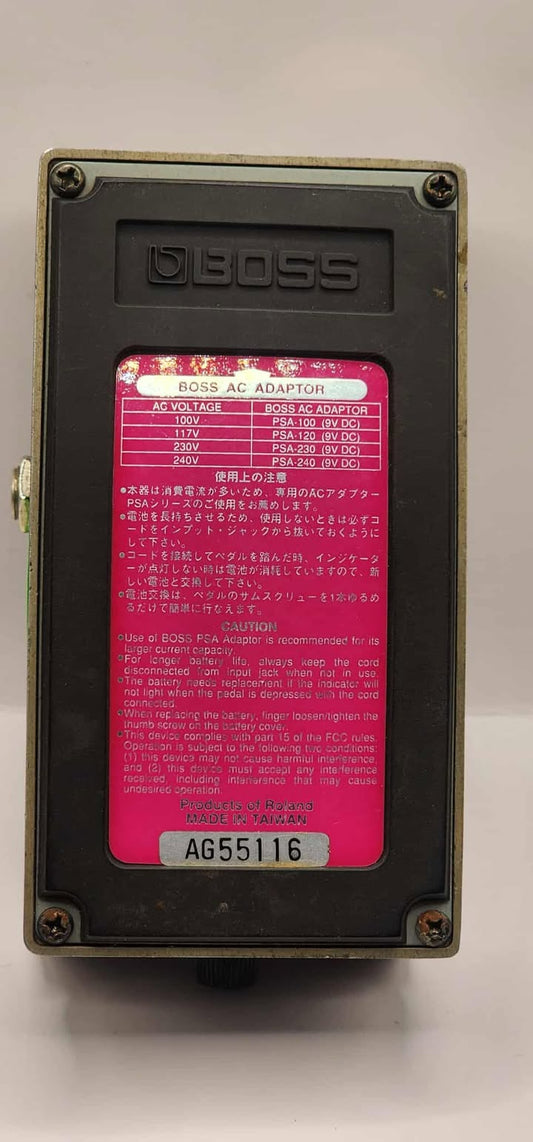 BOSS
BOSS AC ADAPTOR
AC VOLTAGE BOSS AC ADAPTOR
100V PSA-100 (9V DC)
117V PSA-120 (9V DC)
230V PSA-230 (9V DC)
240V PSA-240 (9V DC)
使用上の注意
●本器は消費電流が多いため、専用のACアダプター
PSAシリーズのご使用をお薦めします。
●電池を長持ちさせるため、使用しないときは必ずコ
ードをインプット・ジャックから抜いておくように
して下さい。
●コードを接続してペダルを踏んだ時、インジケータ
ーが点灯しない時は電池が消耗していますので、新
しい電池と交換して下さい。
●電池交換は、ペダルのサムスクリューを1本ゆるめ
るだけで簡単に行なえます。
CAUTION
●Use of BOSS PSA Adaptor is recommended for its
larger current capacity.
●For longer battery life, always keep the cord
disconnected from input jack when not in use.
●The battery needs replacement if the indicator will
not light when the pedal is depressed with the cord
connected.
●When replacing the battery, finger loosen/tighten the
thumb screw on the battery cover.
●This device complies with part 15 of the FCC rules.
Operation is subject to the following two conditions:
(1) this device may not cause harmful interference,
and (2) this device must accept any interference
received, including interference that may cause
undesired operation.
Products of Roland
MADE IN TAIWAN
AG55116